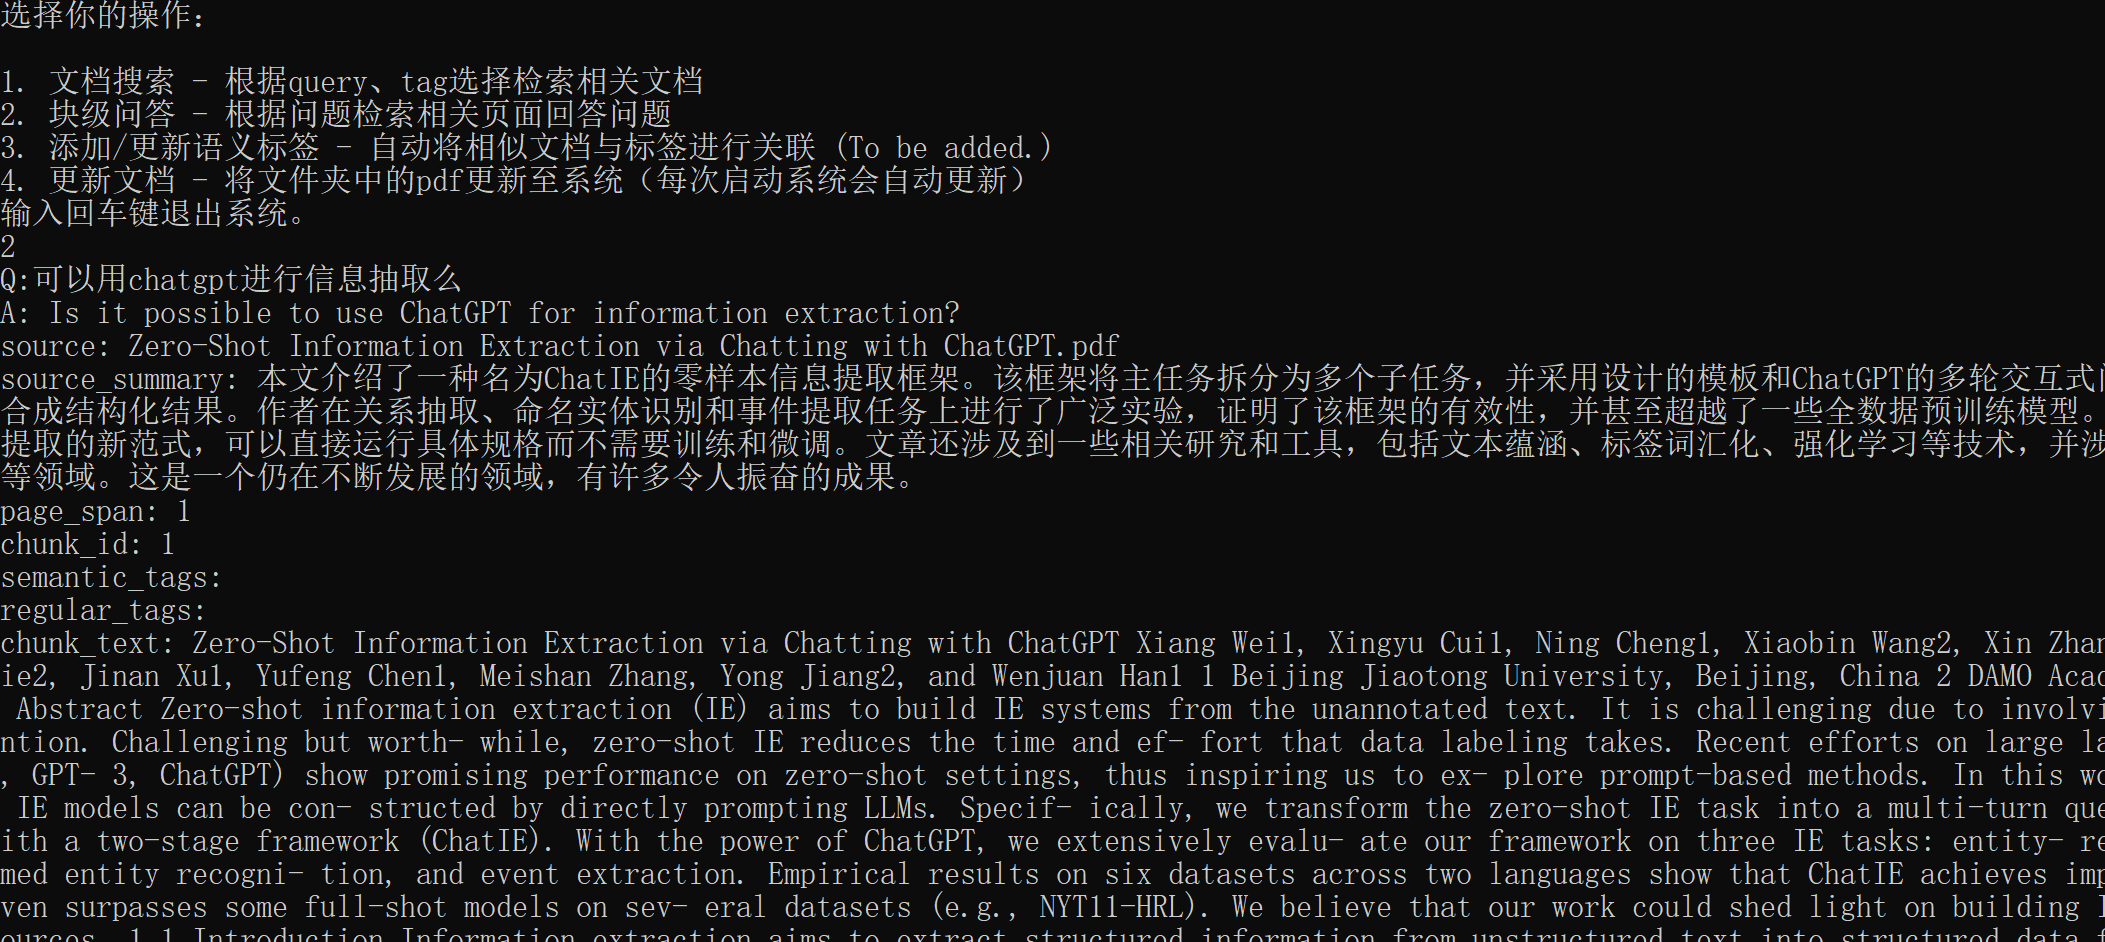 选择你的操作：
1. 文档搜索 - 根据query、tag选择检索相关文档
2. 块级问答 - 根据问题检索相关页面回答问题
3. 添加/更新语义标签 - 自动将相似文档与标签进行关联 (To be added.)
4. 更新文档 - 将文件夹中的pdf更新至系统（每次启动系统会自动更新）
输入回车键退出系统。
2
Q:可以用chatgpt进行信息抽取么
A: Is it possible to use ChatGPT for information extraction?
source: Zero-Shot Information Extraction via Chatting with ChatGPT.pdf
source_summary: 本文介绍了一种名为ChatIE的零样本信息提取框架。该框架将主任务拆分为多个子任务，并采用设计的模板和ChatGPT的多轮交互式
合成结构化结果。作者在关系抽取、命名实体识别和事件提取任务上进行了广泛实验，证明了该框架的有效性，并甚至超越了一些全数据预训练模型。
提取的新范式，可以直接运行具体规格而不需要训练和微调。文章还涉及到一些相关研究和工具，包括文本蕴涵、标签词汇化、强化学习等技术，并涉
等领域。这是一个仍在不断发展的领域，有许多令人振奋的成果。
page_span: 1
chunk_id: 1
semantic_tags:
regular_tags:
chunk_text: Zero-Shot Information Extraction via Chatting with ChatGPT Xiang Wei1, Xingyu Cui1, Ning Cheng1, Xiaobin Wang2, Xin Zhan
ie2, Jinan Xu1, Yufeng Chen1, Meishan Zhang, Yong Jiang2, and Wenjuan Han1 1 Beijing Jiaotong University, Beijing, China 2 DAMO Acad
Abstract Zero-shot information extraction (IE) aims to build IE systems from the unannotated text. It is challenging due to involvi
ntion. Challenging but worth- while, zero-shot IE reduces the time and ef- fort that data labeling takes. Recent efforts on large la
, GPT- 3, ChatGPT) show promising performance on zero-shot settings, thus inspiring us to ex- plore prompt-based methods. In this wo
IE models can be con- structed by directly prompting LLMs. Specif- ically, we transform the zero-shot IE task into a multi-turn que
ith a two-stage framework (ChatIE). With the power of ChatGPT, we extensively evalu- ate our framework on three IE tasks: entity- re
med entity recogni- tion, and event extraction. Empirical results on six datasets across two languages show that ChatIE achieves imp
ven surpasses some full-shot models on sev- eral datasets (e.g., NYT11-HRL). We believe that our work could shed light on building I
ources. 1 1 Introduction Information extraction aims to extract structured information from unstructured text into structured data f